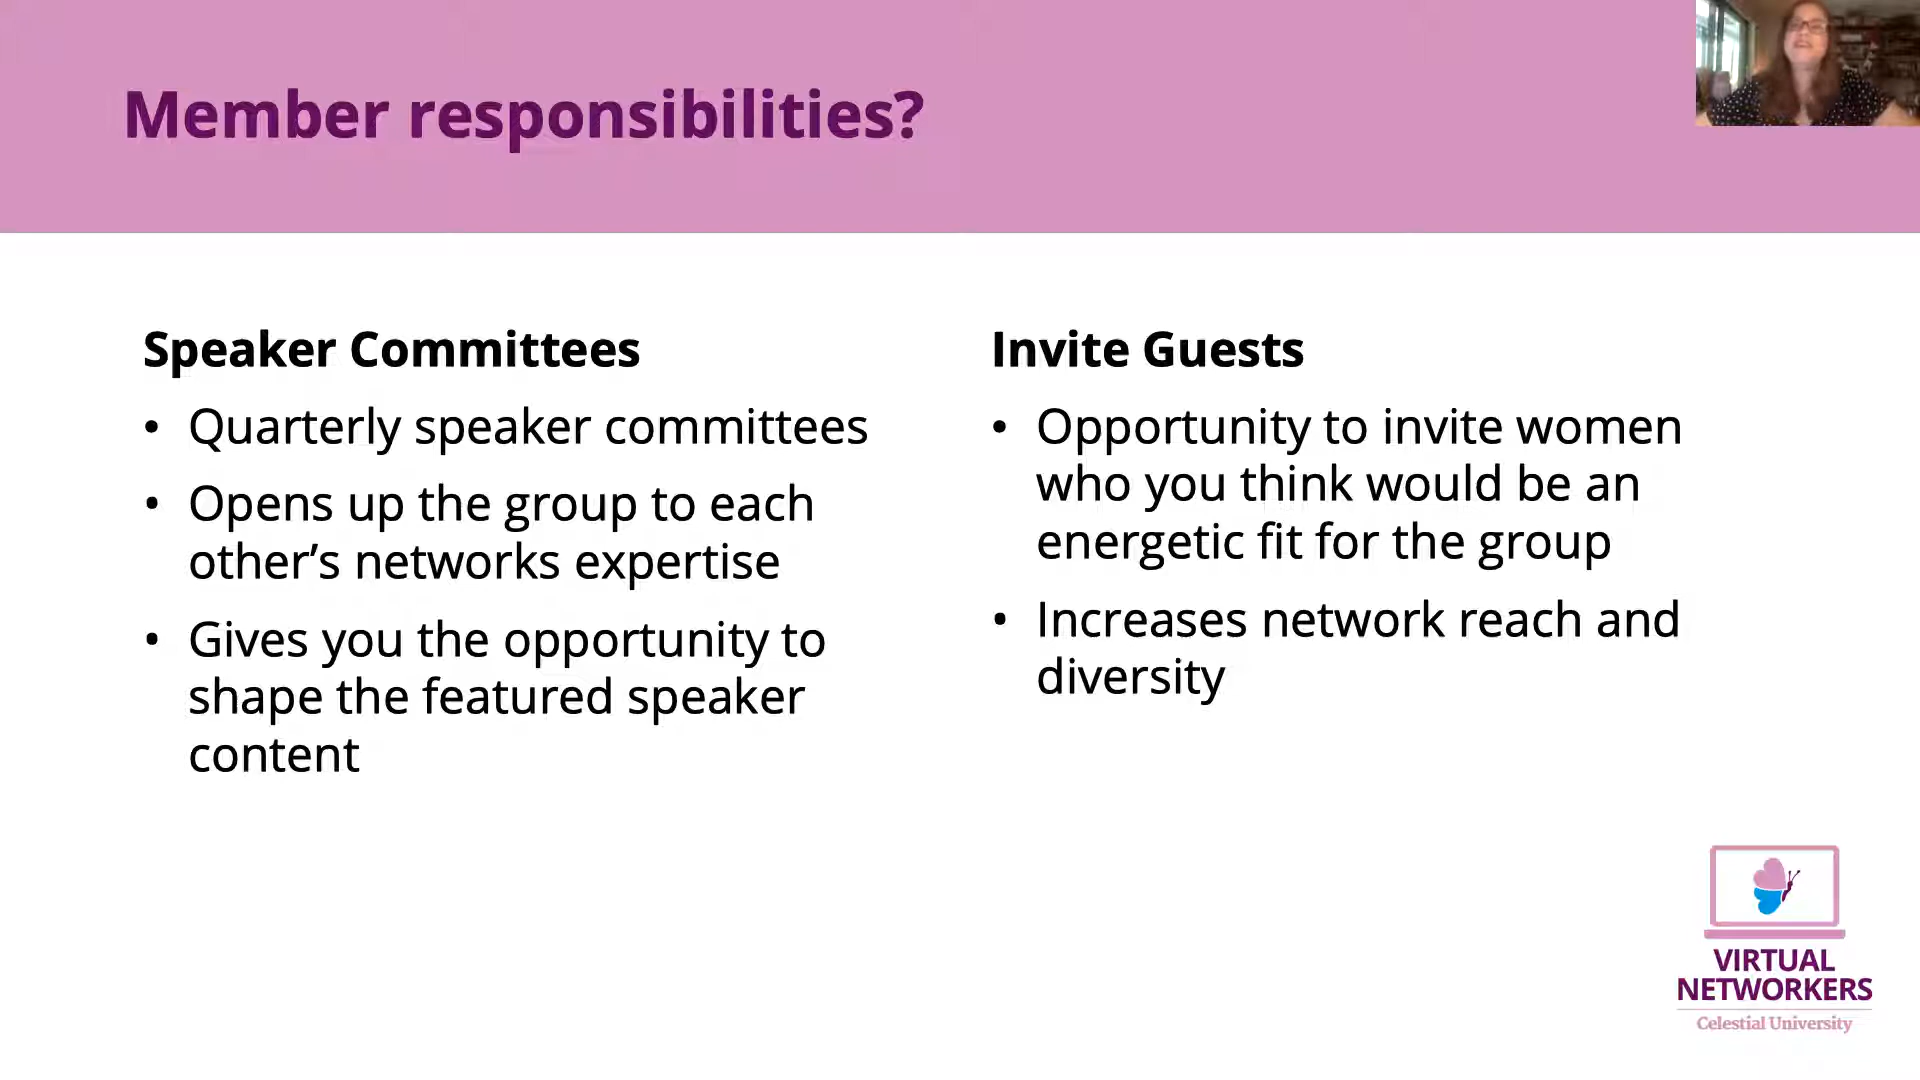 Member responsibilities?
Speaker Committees
• Quarterly speaker committees
• Opens up the group to each
other’s networks expertise
• Gives you the opportunity to
shape the featured speaker
content
Invite Guests
• Opportunity to invite women
who you think would be an
energetic fit for the group
• Increases network reach and
diversity
VIRTUAL
NETWORKERS
Celestial University